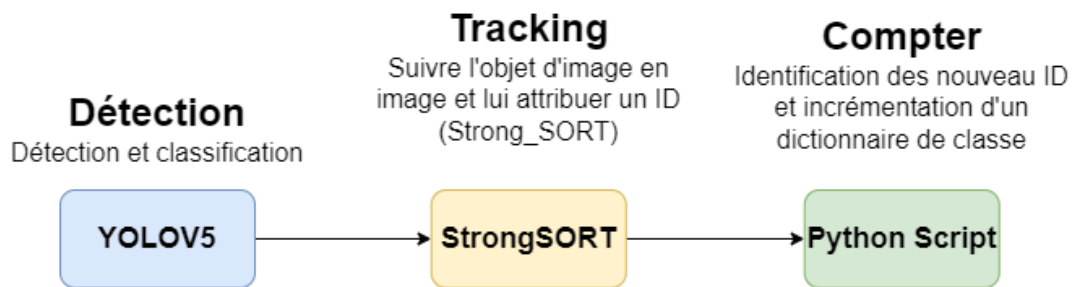 Détection
Détection et classification
YOLOV5
Tracking
Suivre l'objet d'image en
image et lui attribuer un ID
(Strong_SORT)
StrongSORT
Compter
Identification des nouveau ID
et incrémentation d'un
dictionnaire de classe
Python Script